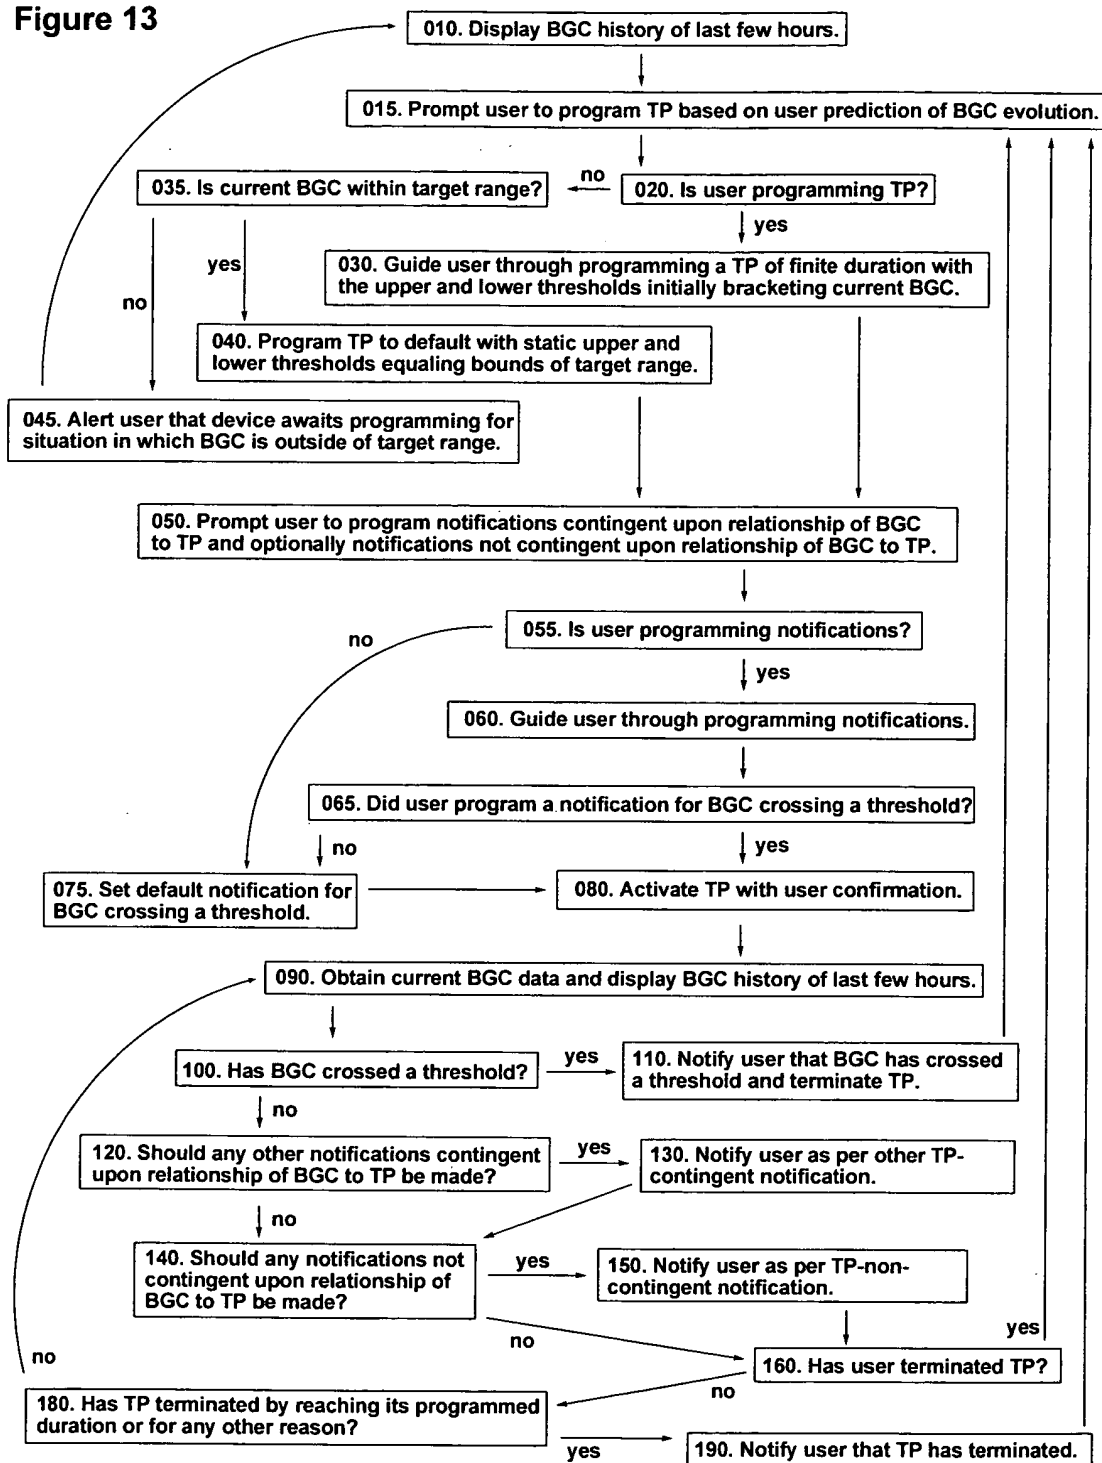 Figure 13
010. Display BGC history of last few hours.
015. Prompt user to program TP based on user prediction of BGC evolution.
035. Is current BGC within target range?
no
020. Is user programming TP?
yes
yes
no
030. Guide user through programming a TP of finite duration with
the upper and lower thresholds initially bracketing current BGC.
040. Program TP to default with static upper and
lower thresholds equaling bounds of target range.
045. Alert user that device awaits programming for
situation in which BGC is outside of target range.
050. Prompt user to program notifications contingent upon relationship of BGC
to TP and optionally notifications not contingent upon relationship of BGC to TP.
no
055. Is user programming notifications?
yes
060. Guide user through programming notifications.
065. Did user program a notification for BGC crossing a threshold?
no
yes
075. Set default notification for
BGC crossing a threshold.
080. Activate TP with user confirmation.
090. Obtain current BGC data and display BGC history of last few hours.
100. Has BGC crossed a threshold?
yes
110. Notify user that BGC has crossed
a threshold and terminate TP.
no
120. Should any other notifications contingent
upon relationship of BGC to TP be made?
yes
130. Notify user as per other TP-
contingent notification.
no
140. Should any notifications not
contingent upon relationship of
BGC to TP be made?
yes
150. Notify user as per TP-non-
contingent notification.
no
yes
160. Has user terminated TP?
no
no
180. Has TP terminated by reaching its programmed
duration or for any other reason?
yes
190. Notify user that TP has terminated.